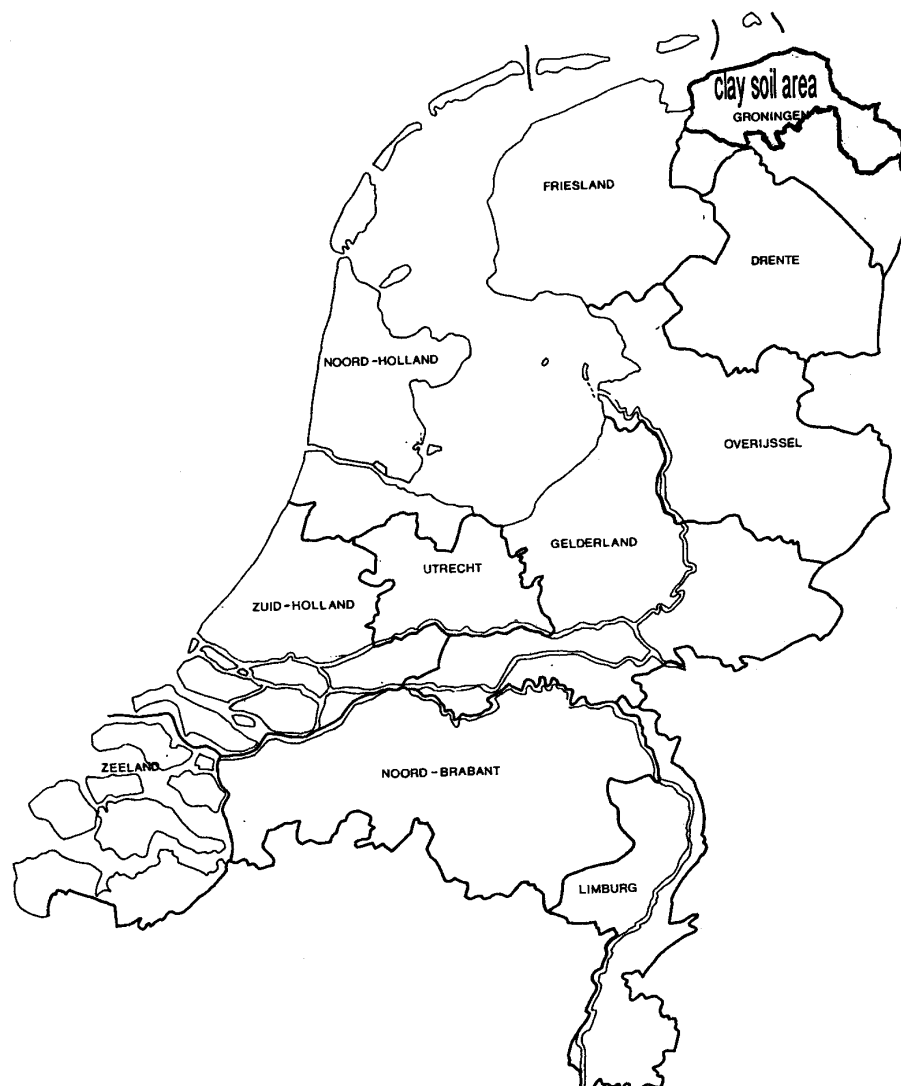 clay soil area
GRONINGEN
FRIESLAND
DRENTE
NOORD-HOLLAND
OVERIJSSEL
GELDERLAND
UTRECHT
ZUID-HOLLAND
ZEELAND
NOORD-BRABANT
LIMBURG